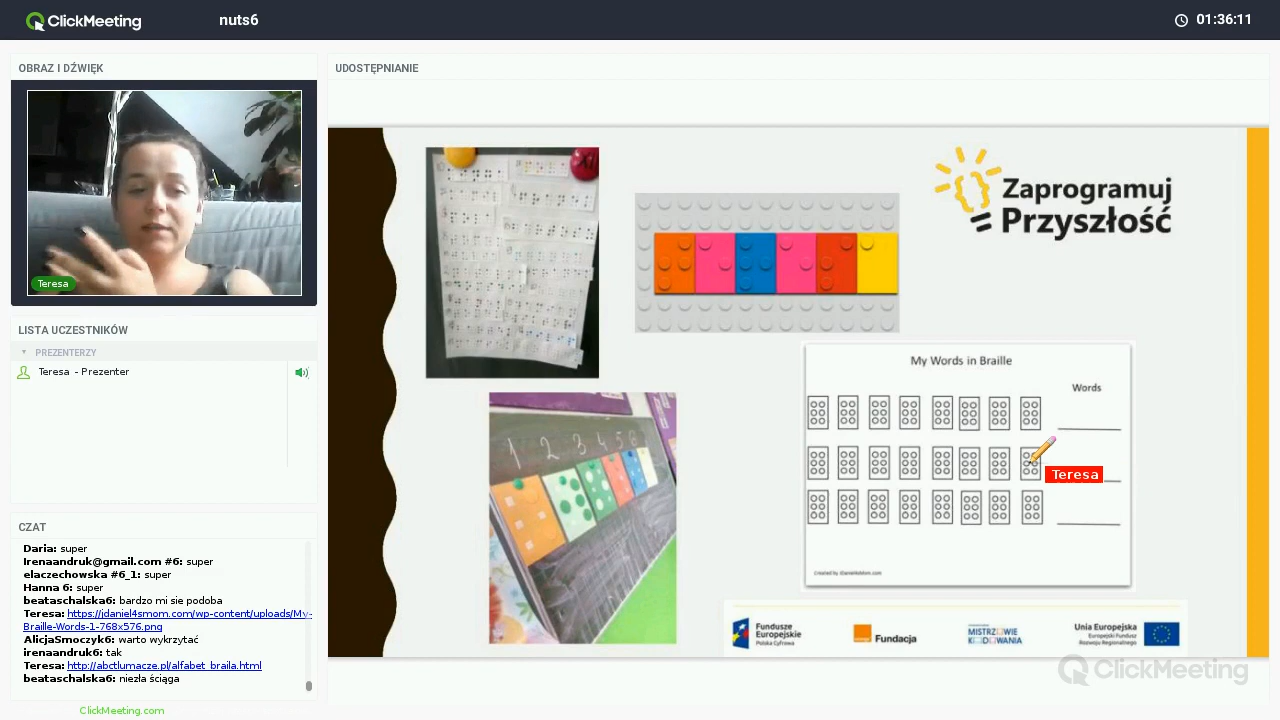 ClickMeeting
nuts6
01:36:11
OBRAZ I DŹWIĘK
Teresa
LISTA UCZESTNIKÓW
PREZENTERZY
Teresa - Prezenter
CZAT
Daria: super
Irenaandruk@gmail.com #6: super
elaczechowska #6_1: super
Hanna 6: super
beataschalska6: bardzo mi sie podoba
Teresa: https://jdaniel4smom.com/wp-content/uploads/My-
Braille-Words-1-768x576.png
AlicjaSmoczyk6: warto wykrzytać
irenaandruk6: tak
Teresa: http://abctlumacze.pl/alfabet_braila.html
beataschalska6: niezła ściąga
ClickMeeting.com
UDOSTĘPNIANIE
Zaprogramuj
Przyszłość
My Words in Braille
Words
Teresa
Created by JDaniel4sMom.com
1 2 3 4 5 6
Fundusze
Europejskie
Polska Cyfrowa
Fundacja
MISTRZOWIE
KODOWANIA
Unia Europejska
Europejski Fundusz
Rozwoju Regionalnego
ClickMeeting